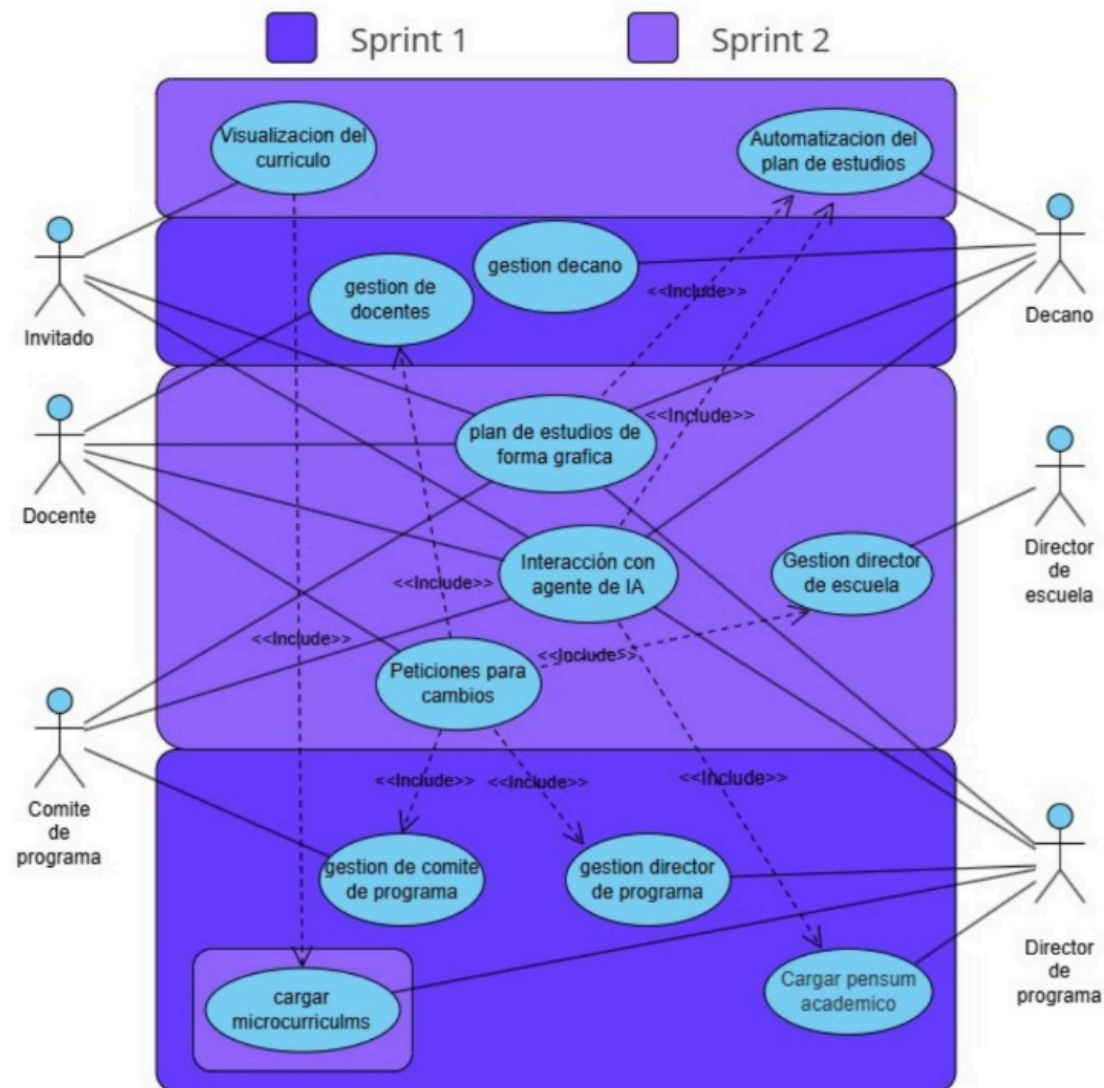 Sprint 1
Sprint 2
Visualizacion del
curriculo
Automatizacion del
plan de estudios
Invitado
gestion decano
gestion de
docentes
<<Include>>
Decano
Docente
plan de estudios de
forma grafica
<<Include>>
Interacción con
agente de IA
Gestion director
de escuela
Director
de
escuela
<<Include>>
<<Include>>
<<Include>>
Peticiones para
cambios
Comite
de
programa
<<Include>>
<<Include>>
<<Include>>
gestion de comite
de programa
gestion director
de programa
Director
de
programa
cargar
microcurriculms
Cargar pensum
academico